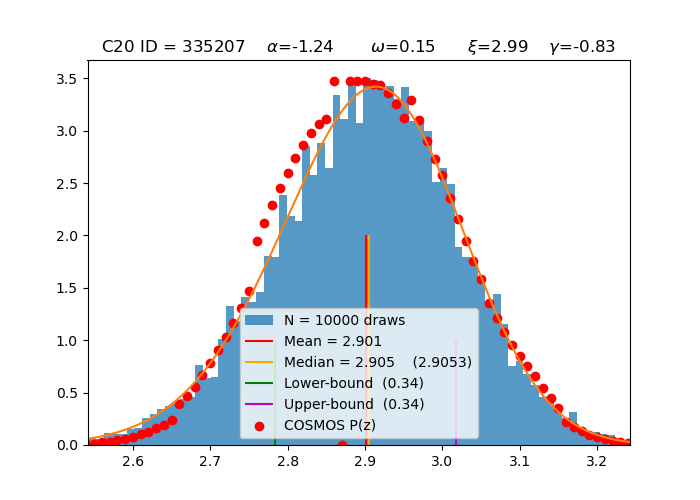 C20 ID = 335207 α=-1.24 ω=0.15 ξ=2.99 γ=-0.83
3.5
3.0
2.5
2.0
1.5
1.0
0.5
0.0
N = 10000 draws
Mean = 2.901
Median = 2.905 (2.9053)
Lower-bound (0.34)
Upper-bound (0.34)
COSMOS P(z)
2.6 2.7 2.8 2.9 3.0 3.1 3.2